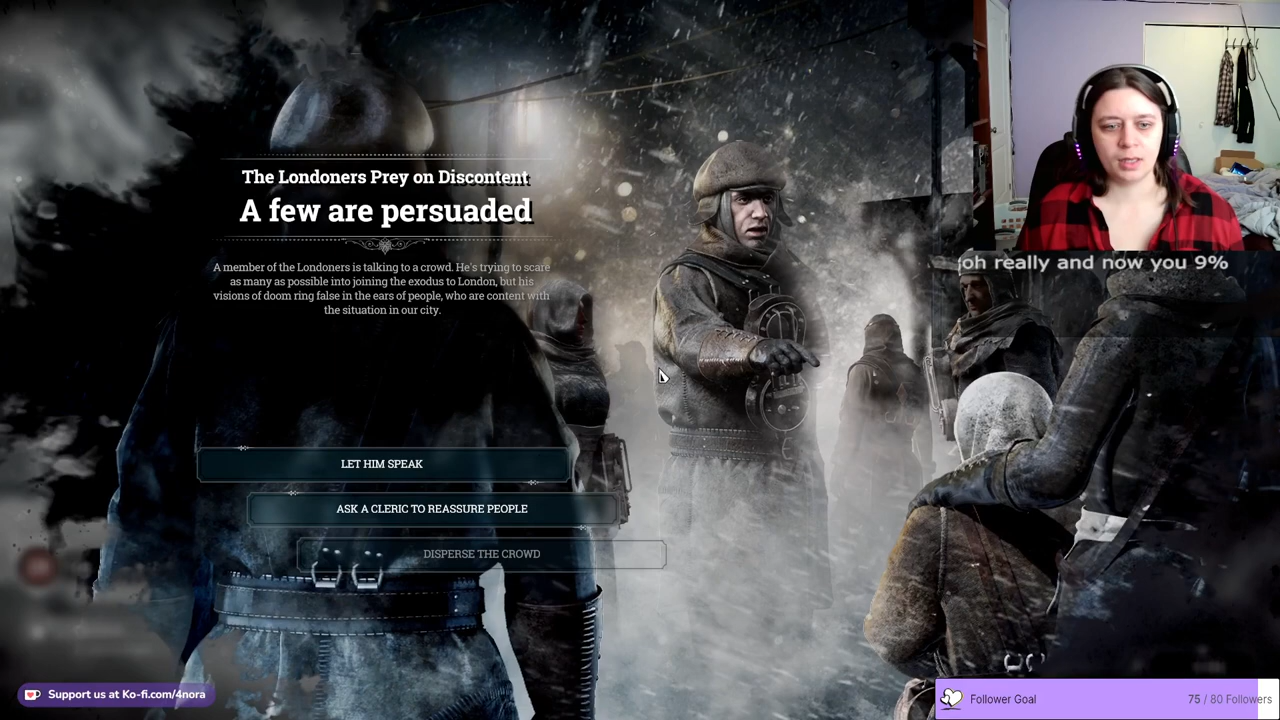 The Londoners Prey on Discontent
A few are persuaded
A member of the Londoners is talking to a crowd. He's trying to scare
as many as possible into joining the exodus to London, but his
visions of doom ring false in the ears of people, who are content with
the situation in our city.
LET HIM SPEAK
ASK A CLERIC TO REASSURE PEOPLE
DISPERSE THE CROWD
oh really and now you 9%
Support us at Ko-fi.com/4nora
Follower Goal
75 / 80 Followers